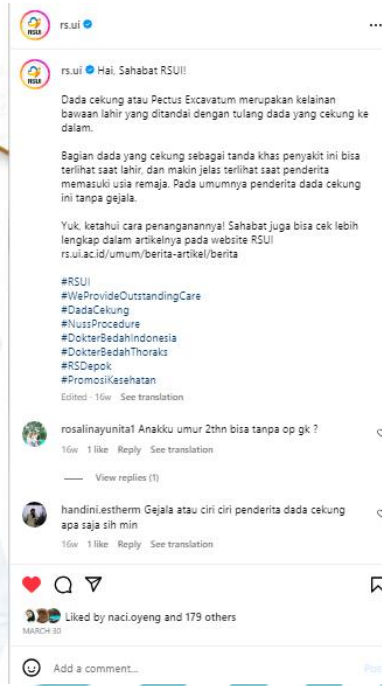 rs.ui
RSUI
rs.ui Hai, Sahabat RSUI!
RSUI
Dada cekung atau Pectus Excavatum merupakan kelainan
bawaan lahir yang ditandai dengan tulang dada yang cekung ke
dalam.
Bagian dada yang cekung sebagai tanda khas penyakit ini bisa
terlihat saat lahir, dan makin jelas terlihat saat penderita
memasuki usia remaja. Pada umumnya penderita dada cekung
ini tanpa gejala.
Yuk, ketahui cara penanganannya! Sahabat juga bisa cek lebih
lengkap dalam artikelnya pada website RSUI
rs.ui.ac.id/umum/berita-artikel/berita
#RSUI
#WeProvideOutstandingCare
#DadaCekung
#NussProcedure
#DokterBedahIndonesia
#DokterBedahThoraks
#RSDepok
#PromosiKesehatan
Edited · 16w See translation
rosalinayunita1 Anakku umur 2thn bisa tanpa op gk ?
16w 1 like Reply See translation
View replies (1)
handini.estherm Gejala atau ciri ciri penderita dada cekung
apa saja sih min
16w 1 like Reply See translation
Liked by naci.oyeng and 179 others
MARCH 30
Add a comment...
Post